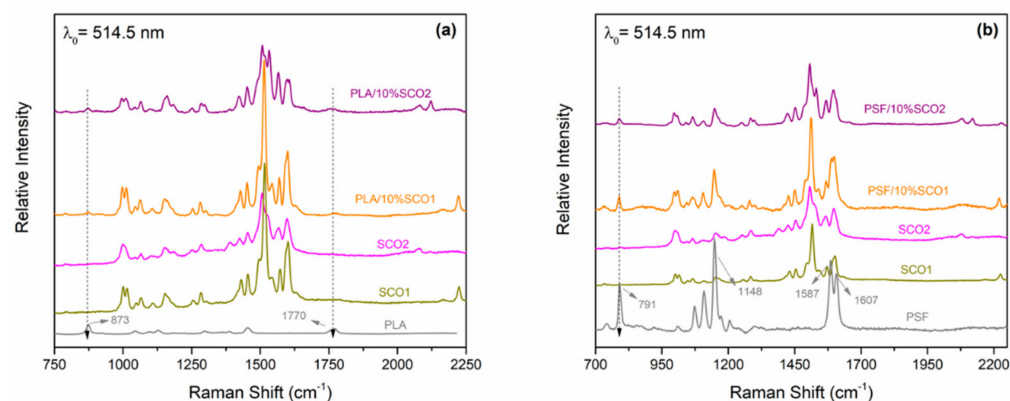 λ₀= 514.5 nm
(a)
PLA/10%SCO2
PLA/10%SCO1
SCO2
SCO1
873
1770
PLA
750 1000 1250 1500 1750 2000 2250
Raman Shift (cm⁻¹)
Relative Intensity
λ₀= 514.5 nm
(b)
PSF/10%SCO2
PSF/10%SCO1
SCO2
SCO1
791
1148
1587
1607
PSF
700 950 1200 1450 1700 1950 2200
Raman Shift (cm⁻¹)
Relative Intensity